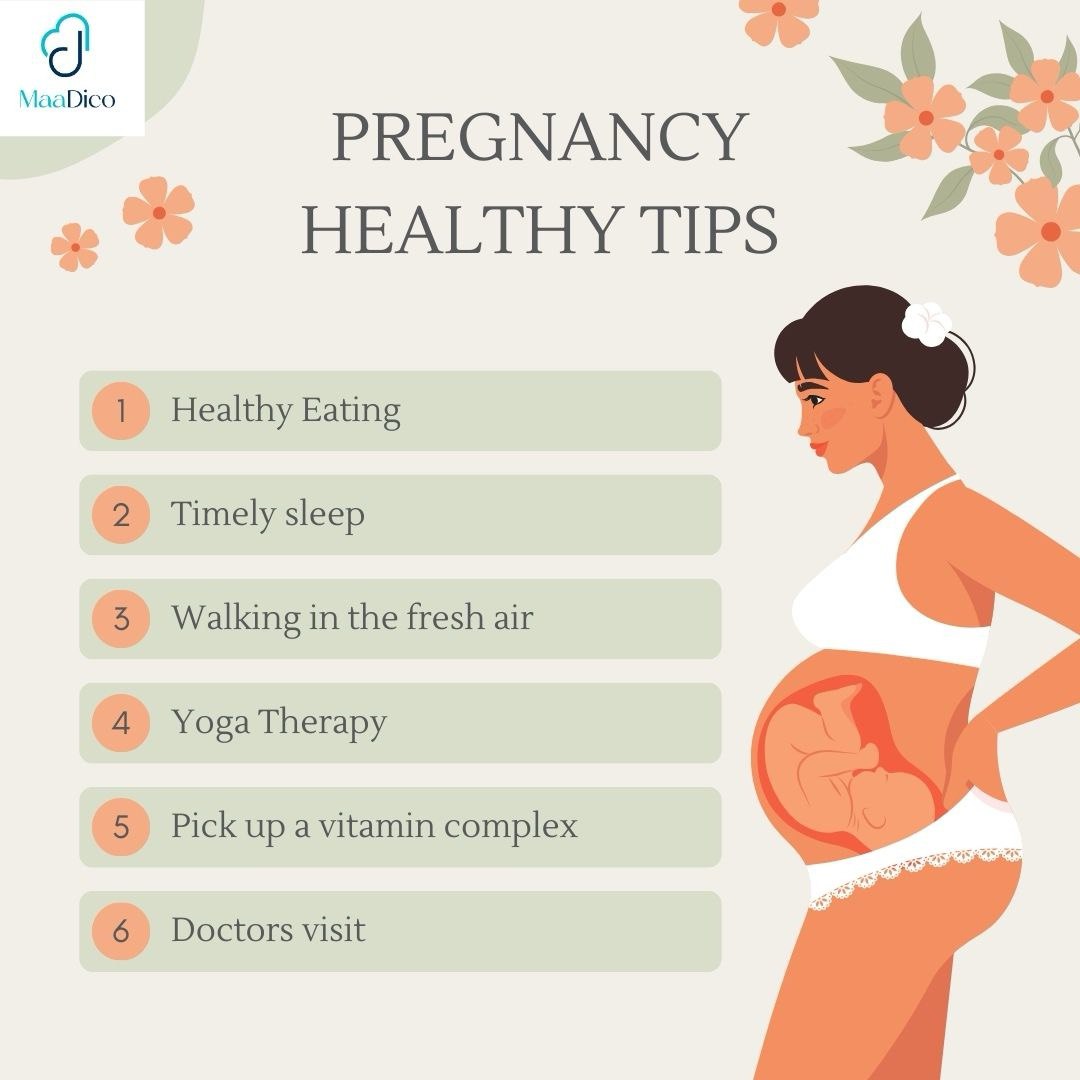 MaaDico
PREGNANCY
HEALTHY TIPS
1 Healthy Eating
2 Timely sleep
3 Walking in the fresh air
4 Yoga Therapy
5 Pick up a vitamin complex
6 Doctors visit